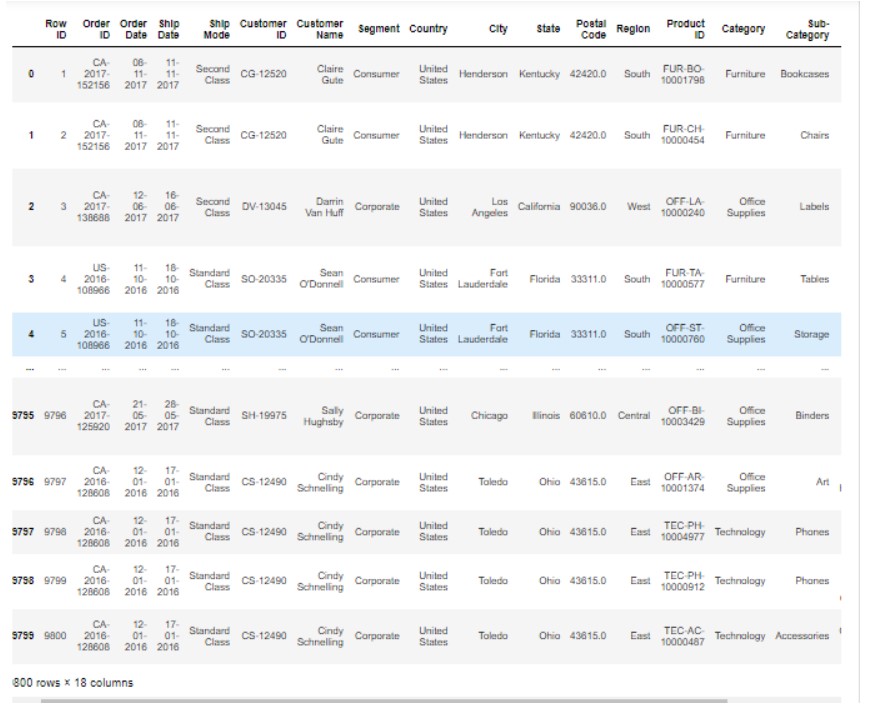 Row ID Order ID Order Date Ship Date Ship Mode Customer ID Customer Name Segment Country City State Postal Code Region Product ID Category Sub-Category
0 1 CA-2017-152156 08-11-2017 11-11-2017 Second Class CG-12520 Claire Gute Consumer United States Henderson Kentucky 42420.0 South FUR-BO-10001798 Furniture Bookcases
1 2 CA-2017-152156 08-11-2017 11-11-2017 Second Class CG-12520 Claire Gute Consumer United States Henderson Kentucky 42420.0 South FUR-CH-10000454 Furniture Chairs
2 3 CA-2017-138688 12-06-2017 16-06-2017 Second Class DV-13045 Darrin Van Huff Corporate United States Los Angeles California 90036.0 West OFF-LA-10000240 Office Supplies Labels
3 4 US-2016-108966 11-10-2016 18-10-2016 Standard Class SO-20335 Sean O'Donnell Consumer United States Fort Lauderdale Florida 33311.0 South FUR-TA-10000577 Furniture Tables
4 5 US-2016-108966 11-10-2016 18-10-2016 Standard Class SO-20335 Sean O'Donnell Consumer United States Fort Lauderdale Florida 33311.0 South OFF-ST-10000760 Office Supplies Storage
... ... ... ... ... ... ... ... ... ... ... ... ... ... ... ... ...
9795 9796 CA-2017-125920 21-05-2017 28-05-2017 Standard Class SH-19975 Sally Hughsby Corporate United States Chicago Illinois 60610.0 Central OFF-BI-10003429 Office Supplies Binders
9796 9797 CA-2016-128608 12-01-2016 17-01-2016 Standard Class CS-12490 Cindy Schnelling Corporate United States Toledo Ohio 43615.0 East OFF-AR-10001374 Office Supplies Art
9797 9798 CA-2016-128608 12-01-2016 17-01-2016 Standard Class CS-12490 Cindy Schnelling Corporate United States Toledo Ohio 43615.0 East TEC-PH-10004977 Technology Phones
9798 9799 CA-2016-128608 12-01-2016 17-01-2016 Standard Class CS-12490 Cindy Schnelling Corporate United States Toledo Ohio 43615.0 East TEC-PH-10000912 Technology Phones
9799 9800 CA-2016-128608 12-01-2016 17-01-2016 Standard Class CS-12490 Cindy Schnelling Corporate United States Toledo Ohio 43615.0 East TEC-AC-10000487 Technology Accessories
800 rows × 18 columns